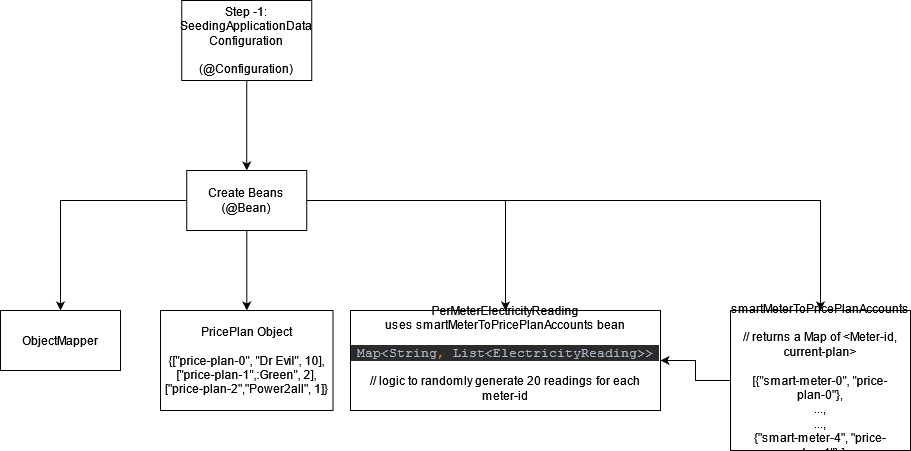 Step -1:
SeedingApplicationData
Configuration
(@Configuration)
Create Beans
(@Bean)
ObjectMapper
PricePlan Object
{["price-plan-0", "Dr Evil", 10],
["price-plan-1",:Green", 2],
["price-plan-2","Power2all", 1]}
PerMeterElectricityReading
uses smartMeterToPricePlanAccounts bean
Map<String, List<ElectricityReading>>
// logic to randomly generate 20 readings for each
meter-id
smartMeterToPricePlanAccounts
// returns a Map of <Meter-id,
current-plan>
[{"smart-meter-0", "price-
plan-0"},
...,
...,
{"smart-meter-4", "price-